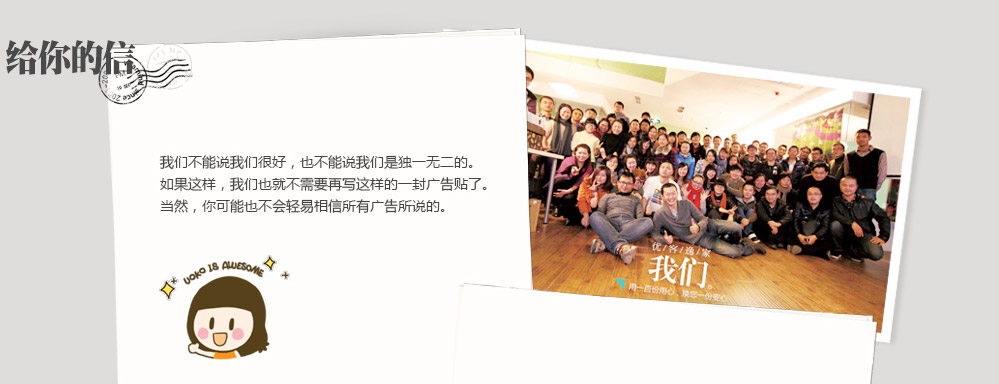 给你的信
我们不能说我们很好，也不能说我们是独一无二的。
如果这样，我们也就不需要再写这样的一封广告贴了。
当然，你可能也不会轻易相信所有广告所说的。
UOKO IS AWESOME
优/客/逸/家
我们。
用一百份用心，换您一份安心